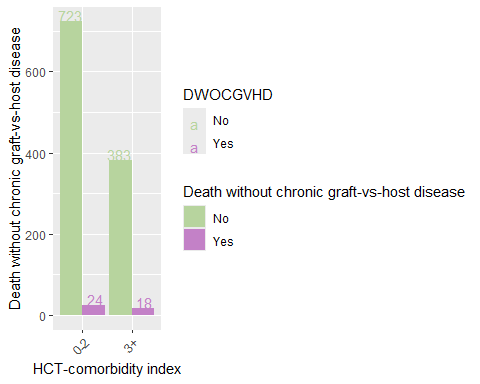 Death without chronic graft-vs-host disease
600
400
200
0
723
383
24
18
0-2
3+
HCT-comorbidity index
DWOCGVHD
a No
a Yes
Death without chronic graft-vs-host disease
No
Yes